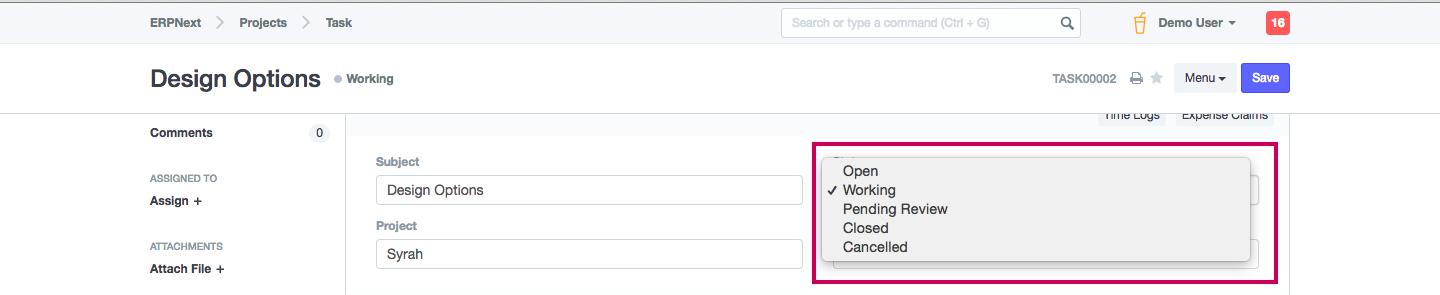 ERPNext Projects Task Search or type a command (Ctrl + G) Demo User 16
Design Options Working TASK00002 Menu Save
Comments 0
Time Logs Expense Claims
Subject
Design Options
Project
Syrah
Open
✓ Working
Pending Review
Closed
Cancelled
ASSIGNED TO
Assign +
ATTACHMENTS
Attach File +